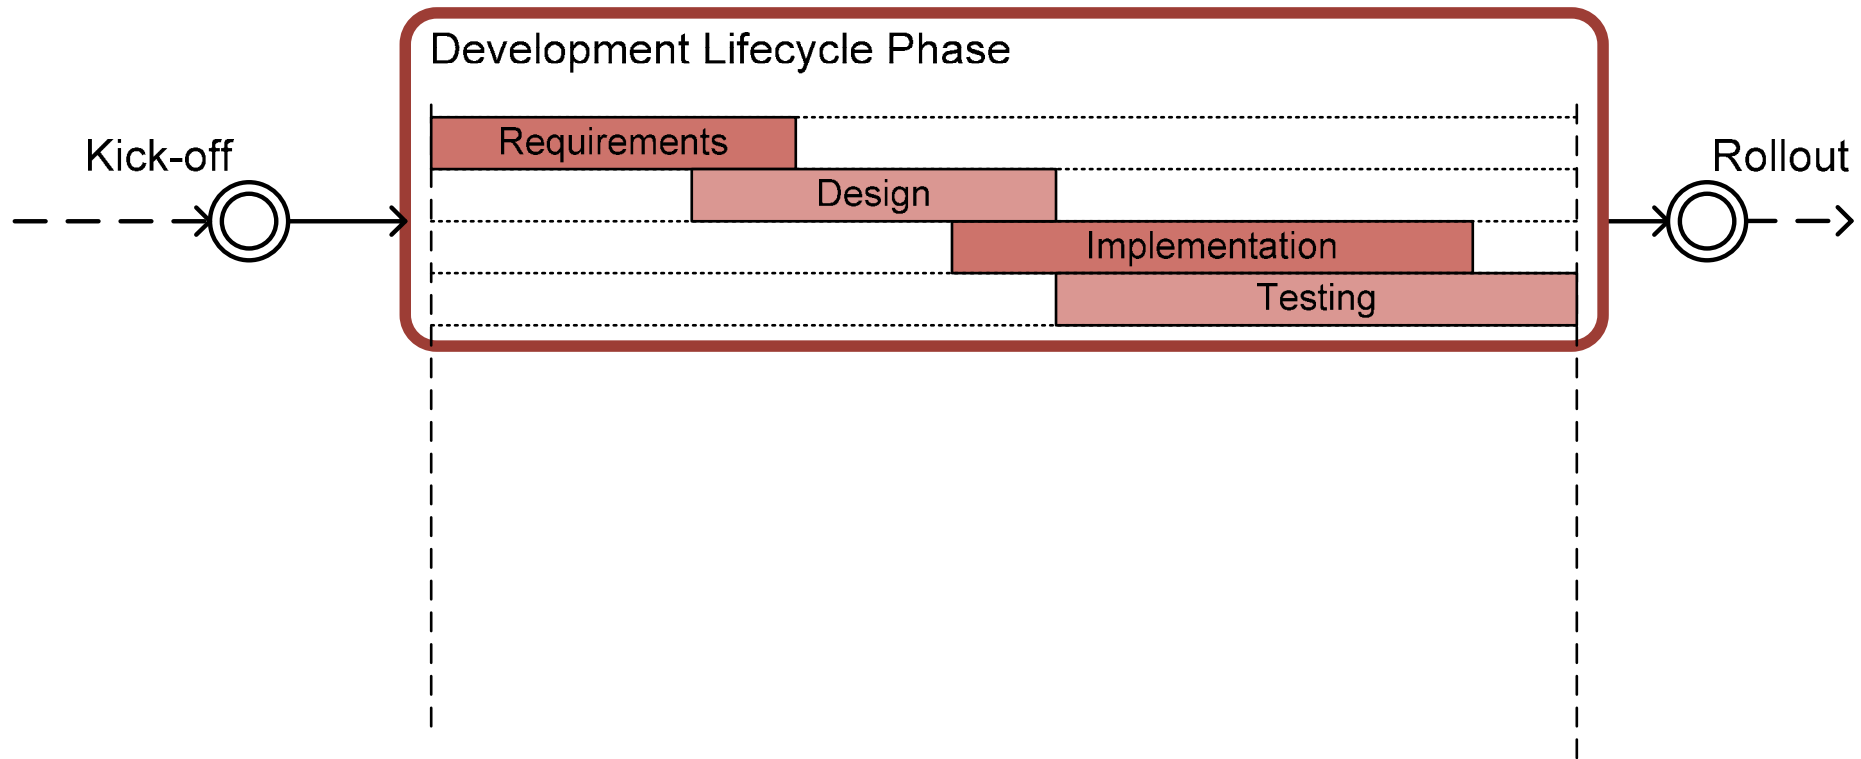 Development Lifecycle Phase
Kick-off
Requirements
Design
Implementation
Testing
Rollout